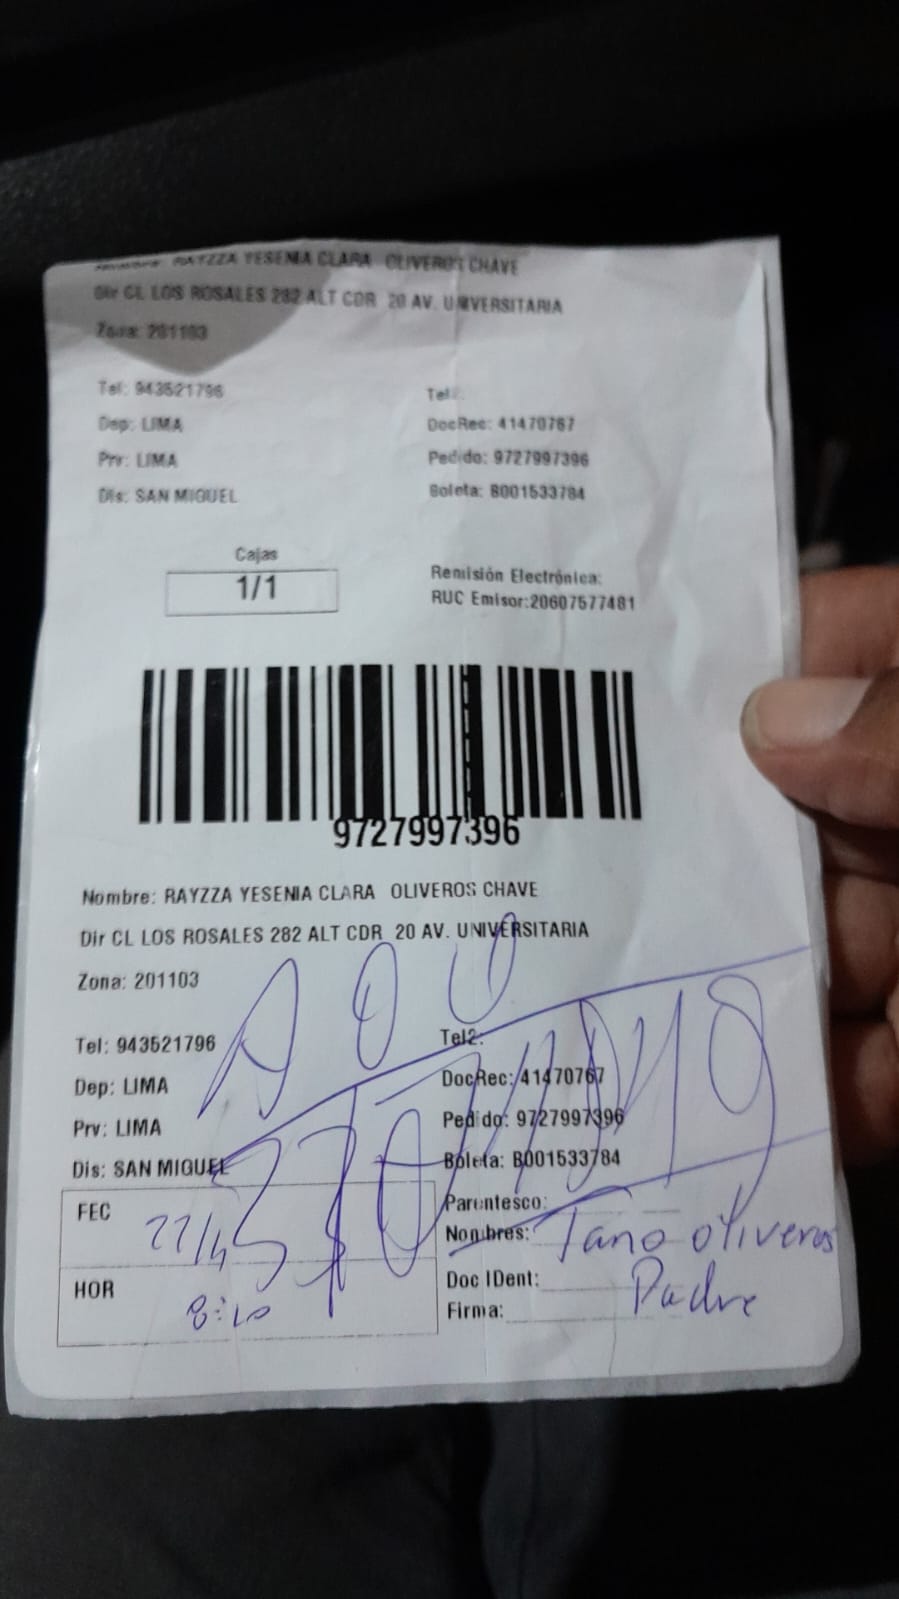 Nombre: RAYZZA YESENIA CLARA OLIVEROS CHAVE
Dir CL LOS ROSALES 282 ALT CDR 20 AV. UNIVERSITARIA
Zona: 201103
Tel: 943521796 Tel2:
Dep: LIMA DocRec: 41470767
Prv: LIMA Pedido: 9727997396
Dis: SAN MIGUEL Boleta: B001533784
Cajas
1/1
Remisión Electrónica:
RUC Emisor:20607577481
9727997396
Nombre: RAYZZA YESENIA CLARA OLIVEROS CHAVE
Dir CL LOS ROSALES 282 ALT CDR 20 AV. UNIVERSITARIA
Zona: 201103
Tel: 943521796 Tel2:
Dep: LIMA DocRec: 41470767
Prv: LIMA Pedido: 9727997396
Dis: SAN MIGUEL Boleta: B001533784
FEC Parentesco:
Nombres: Tano oliveros
HOR 8:10 Doc IDent: Padre
Firma: